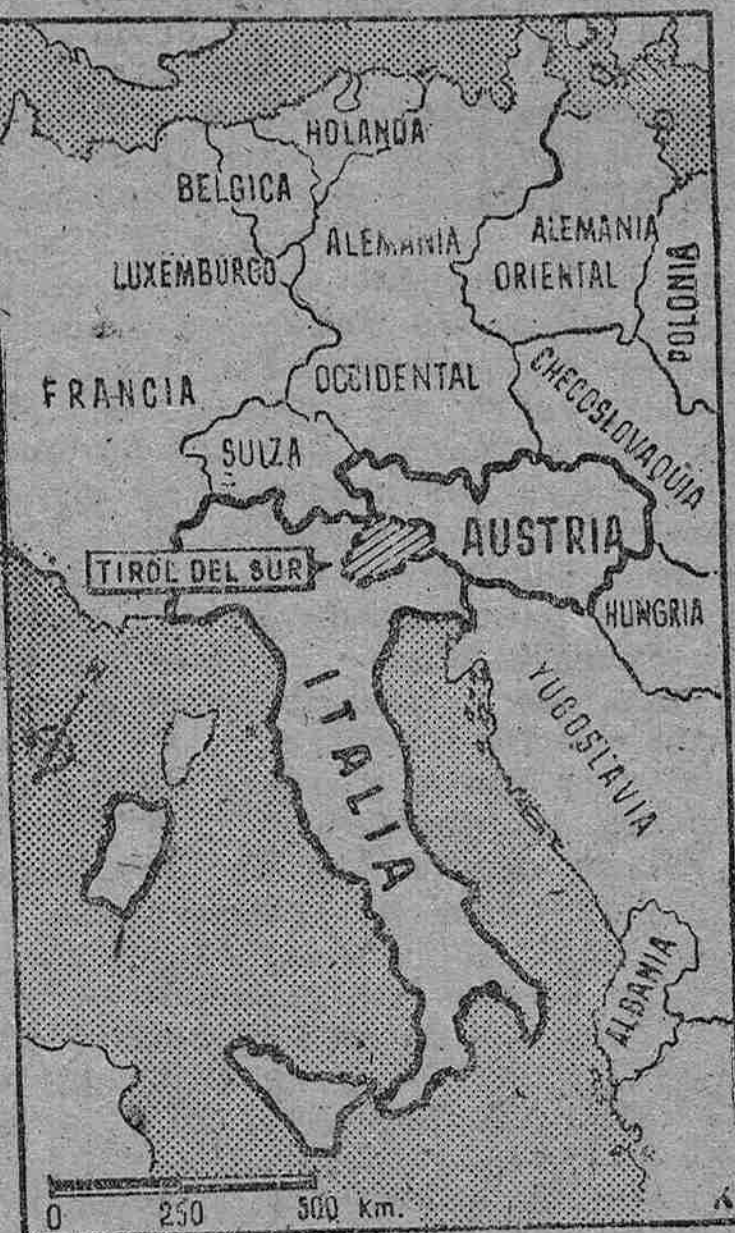 HOLANDA
BELGICA
ALEMANIA
ALEMANIA
ORIENTAL
POLONIA
LUXEMBURGO
FRANCIA
OCCIDENTAL
CHECOSLOVAQUIA
SUIZA
AUSTRIA
TIROL DEL SUR
HUNGRIA
ITALIA
YUGOSLAVIA
ALBANIA
0 250 500 km.